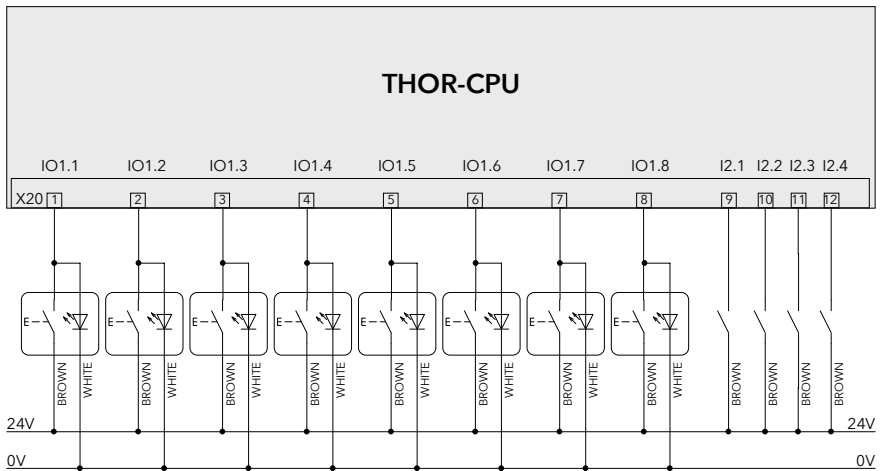 THOR-CPU
IO1.1 IO1.2 IO1.3 IO1.4 IO1.5 IO1.6 IO1.7 IO1.8 I2.1 I2.2 I2.3 I2.4
X20 1 2 3 4 5 6 7 8 9 10 11 12
E E E E E E E E
BROWN WHITE BROWN WHITE BROWN WHITE BROWN WHITE BROWN WHITE BROWN WHITE BROWN WHITE BROWN WHITE BROWN BROWN BROWN BROWN
24V 24V
0V 0V